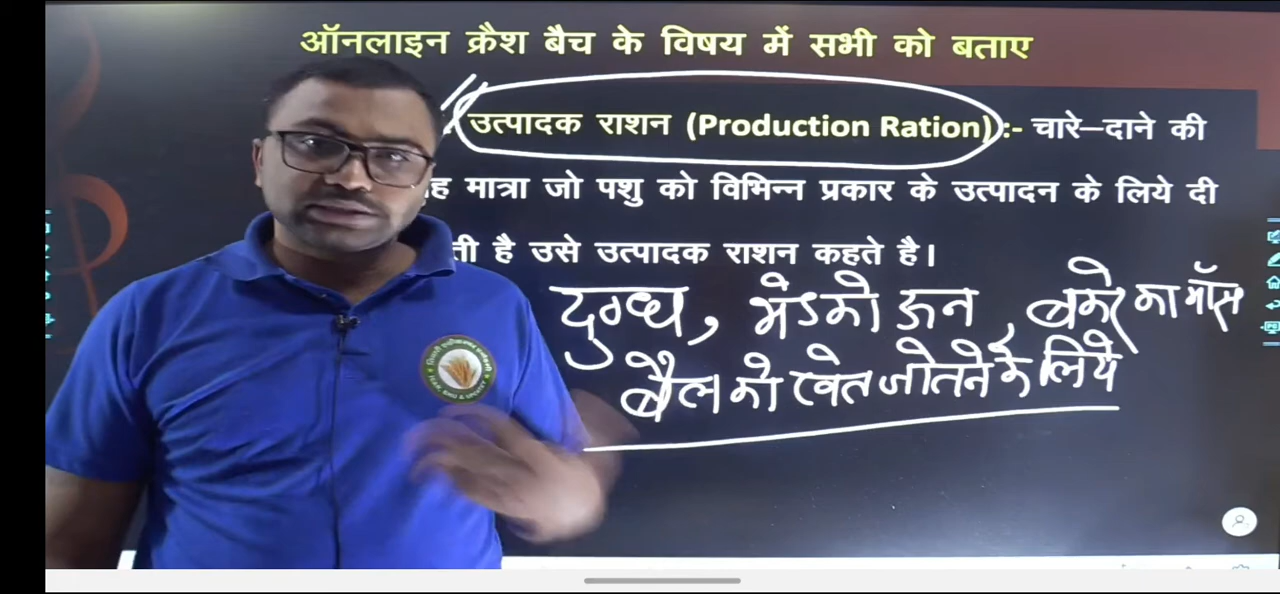 ऑनलाइन क्रैश बैच के विषय में सभी को बताए
उत्पादक राशन (Production Ration) :- चारे–दाने की
ह मात्रा जो पशु को विभिन्न प्रकार के उत्पादन के लिये दी
ती है उसे उत्पादक राशन कहते है।
दुग्ध, भेड को ऊन, बकरे का माँस
बैल को खेत जोतने के लिये